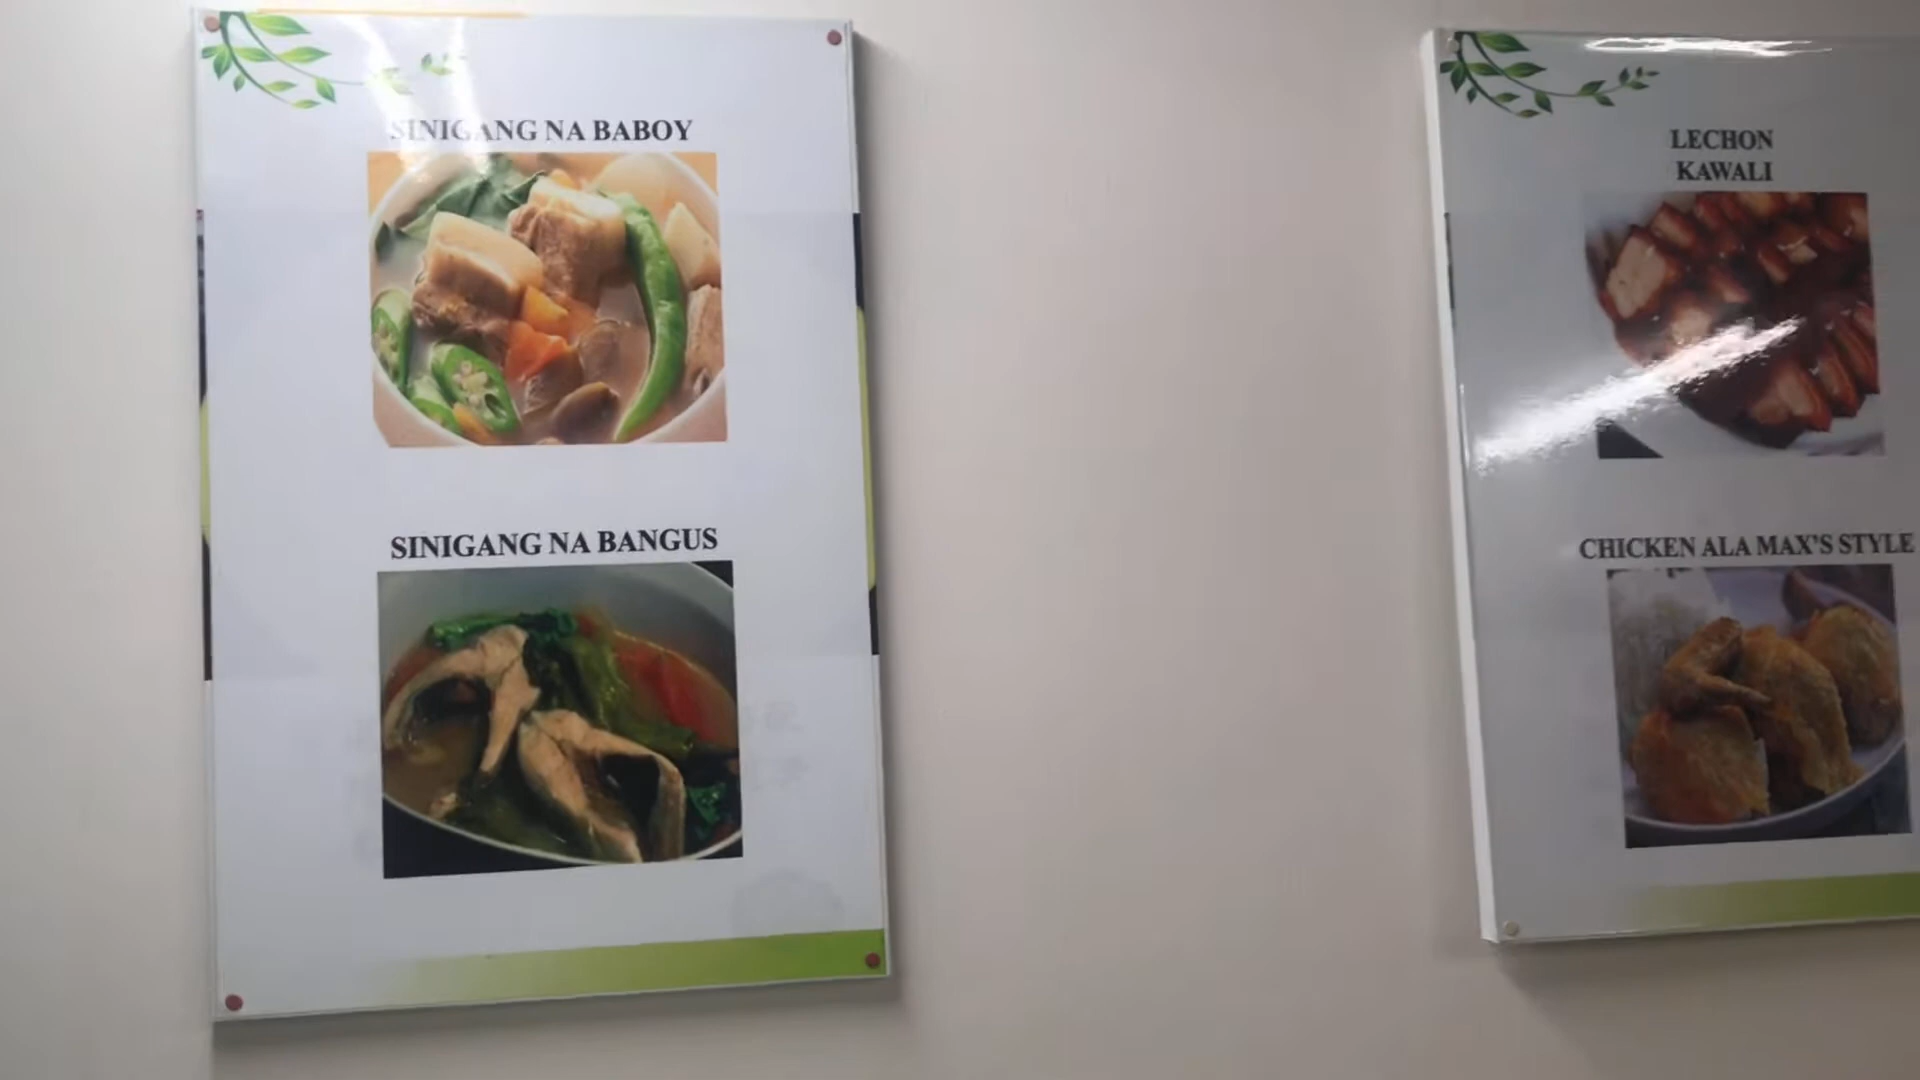 SINIGANG NA BABOY
SINIGANG NA BANGUS
LECHON
KAWALI
CHICKEN ALA MAX'S STYLE